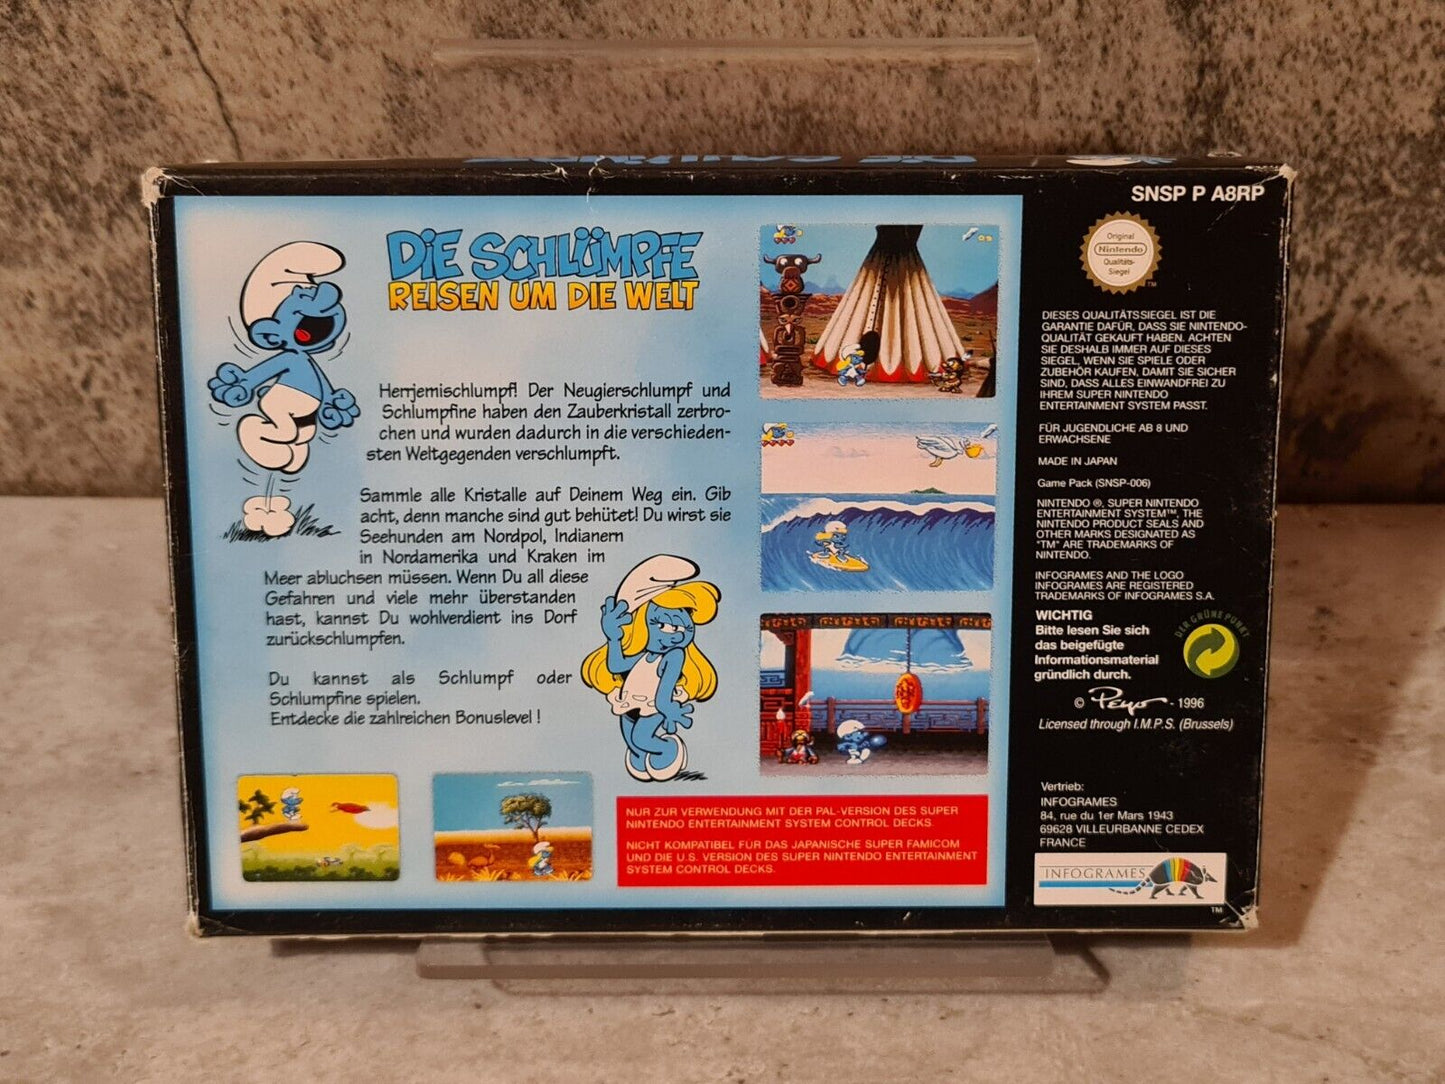 DIE SCHLÜMPFE
SNSP P A8RP
DIE SCHLÜMPFE
REISEN UM DIE WELT
Herrjemischlumpf! Der Neugierschlumpf und
Schlumpfine haben den Zauberkristall zerbro-
chen und wurden dadurch in die verschieden-
sten Weltgegenden verschlumpft.
Sammle alle Kristalle auf Deinem Weg ein. Gib
acht, denn manche sind gut behütet! Du wirst sie
Seehunden am Nordpol, Indianern
in Nordamerika und Kraken im
Meer abluchsen müssen. Wenn Du all diese
Gefahren und viele mehr überstanden
hast, kannst Du wohlverdient ins Dorf
zurückschlumpfen.
Du kannst als Schlumpf oder
Schlumpfine spielen.
Entdecke die zahlreichen Bonuslevel !
NUR ZUR VERWENDUNG MIT DER PAL-VERSION DES SUPER
NINTENDO ENTERTAINMENT SYSTEM CONTROL DECKS.
NICHT KOMPATIBEL FÜR DAS JAPANISCHE SUPER FAMICOM
UND DIE U.S. VERSION DES SUPER NINTENDO ENTERTAINMENT
SYSTEM CONTROL DECKS.
Original
Nintendo
Qualitäts-
Siegel
TM
DIESES QUALITÄTSSIEGEL IST DIE
GARANTIE DAFÜR, DASS SIE NINTENDO-
QUALITÄT GEKAUFT HABEN. ACHTEN
SIE DESHALB IMMER AUF DIESES
SIEGEL, WENN SIE SPIELE ODER
ZUBEHÖR KAUFEN, DAMIT SIE SICHER
SIND, DASS ALLES EINWANDFREI ZU
IHREM SUPER NINTENDO
ENTERTAINMENT SYSTEM PASST.
FÜR JUGENDLICHE AB 8 UND
ERWACHSENE
MADE IN JAPAN
Game Pack (SNSP-006)
NINTENDO ®, SUPER NINTENDO
ENTERTAINMENT SYSTEM™, THE
NINTENDO PRODUCT SEALS AND
OTHER MARKS DESIGNATED AS
"TM" ARE TRADEMARKS OF
NINTENDO.
INFOGRAMES AND THE LOGO
INFOGRAMES ARE REGISTERED
TRADEMARKS OF INFOGRAMES S.A.
WICHTIG
Bitte lesen Sie sich
das beigefügte
Informationsmaterial
gründlich durch.
DER GRÜNE PUNKT
© Peyo - 1996
Licensed through I.M.P.S. (Brussels)
Vertrieb:
INFOGRAMES
84, rue du 1er Mars 1943
69628 VILLEURBANNE CEDEX
FRANCE
INFOGRAMES
TM